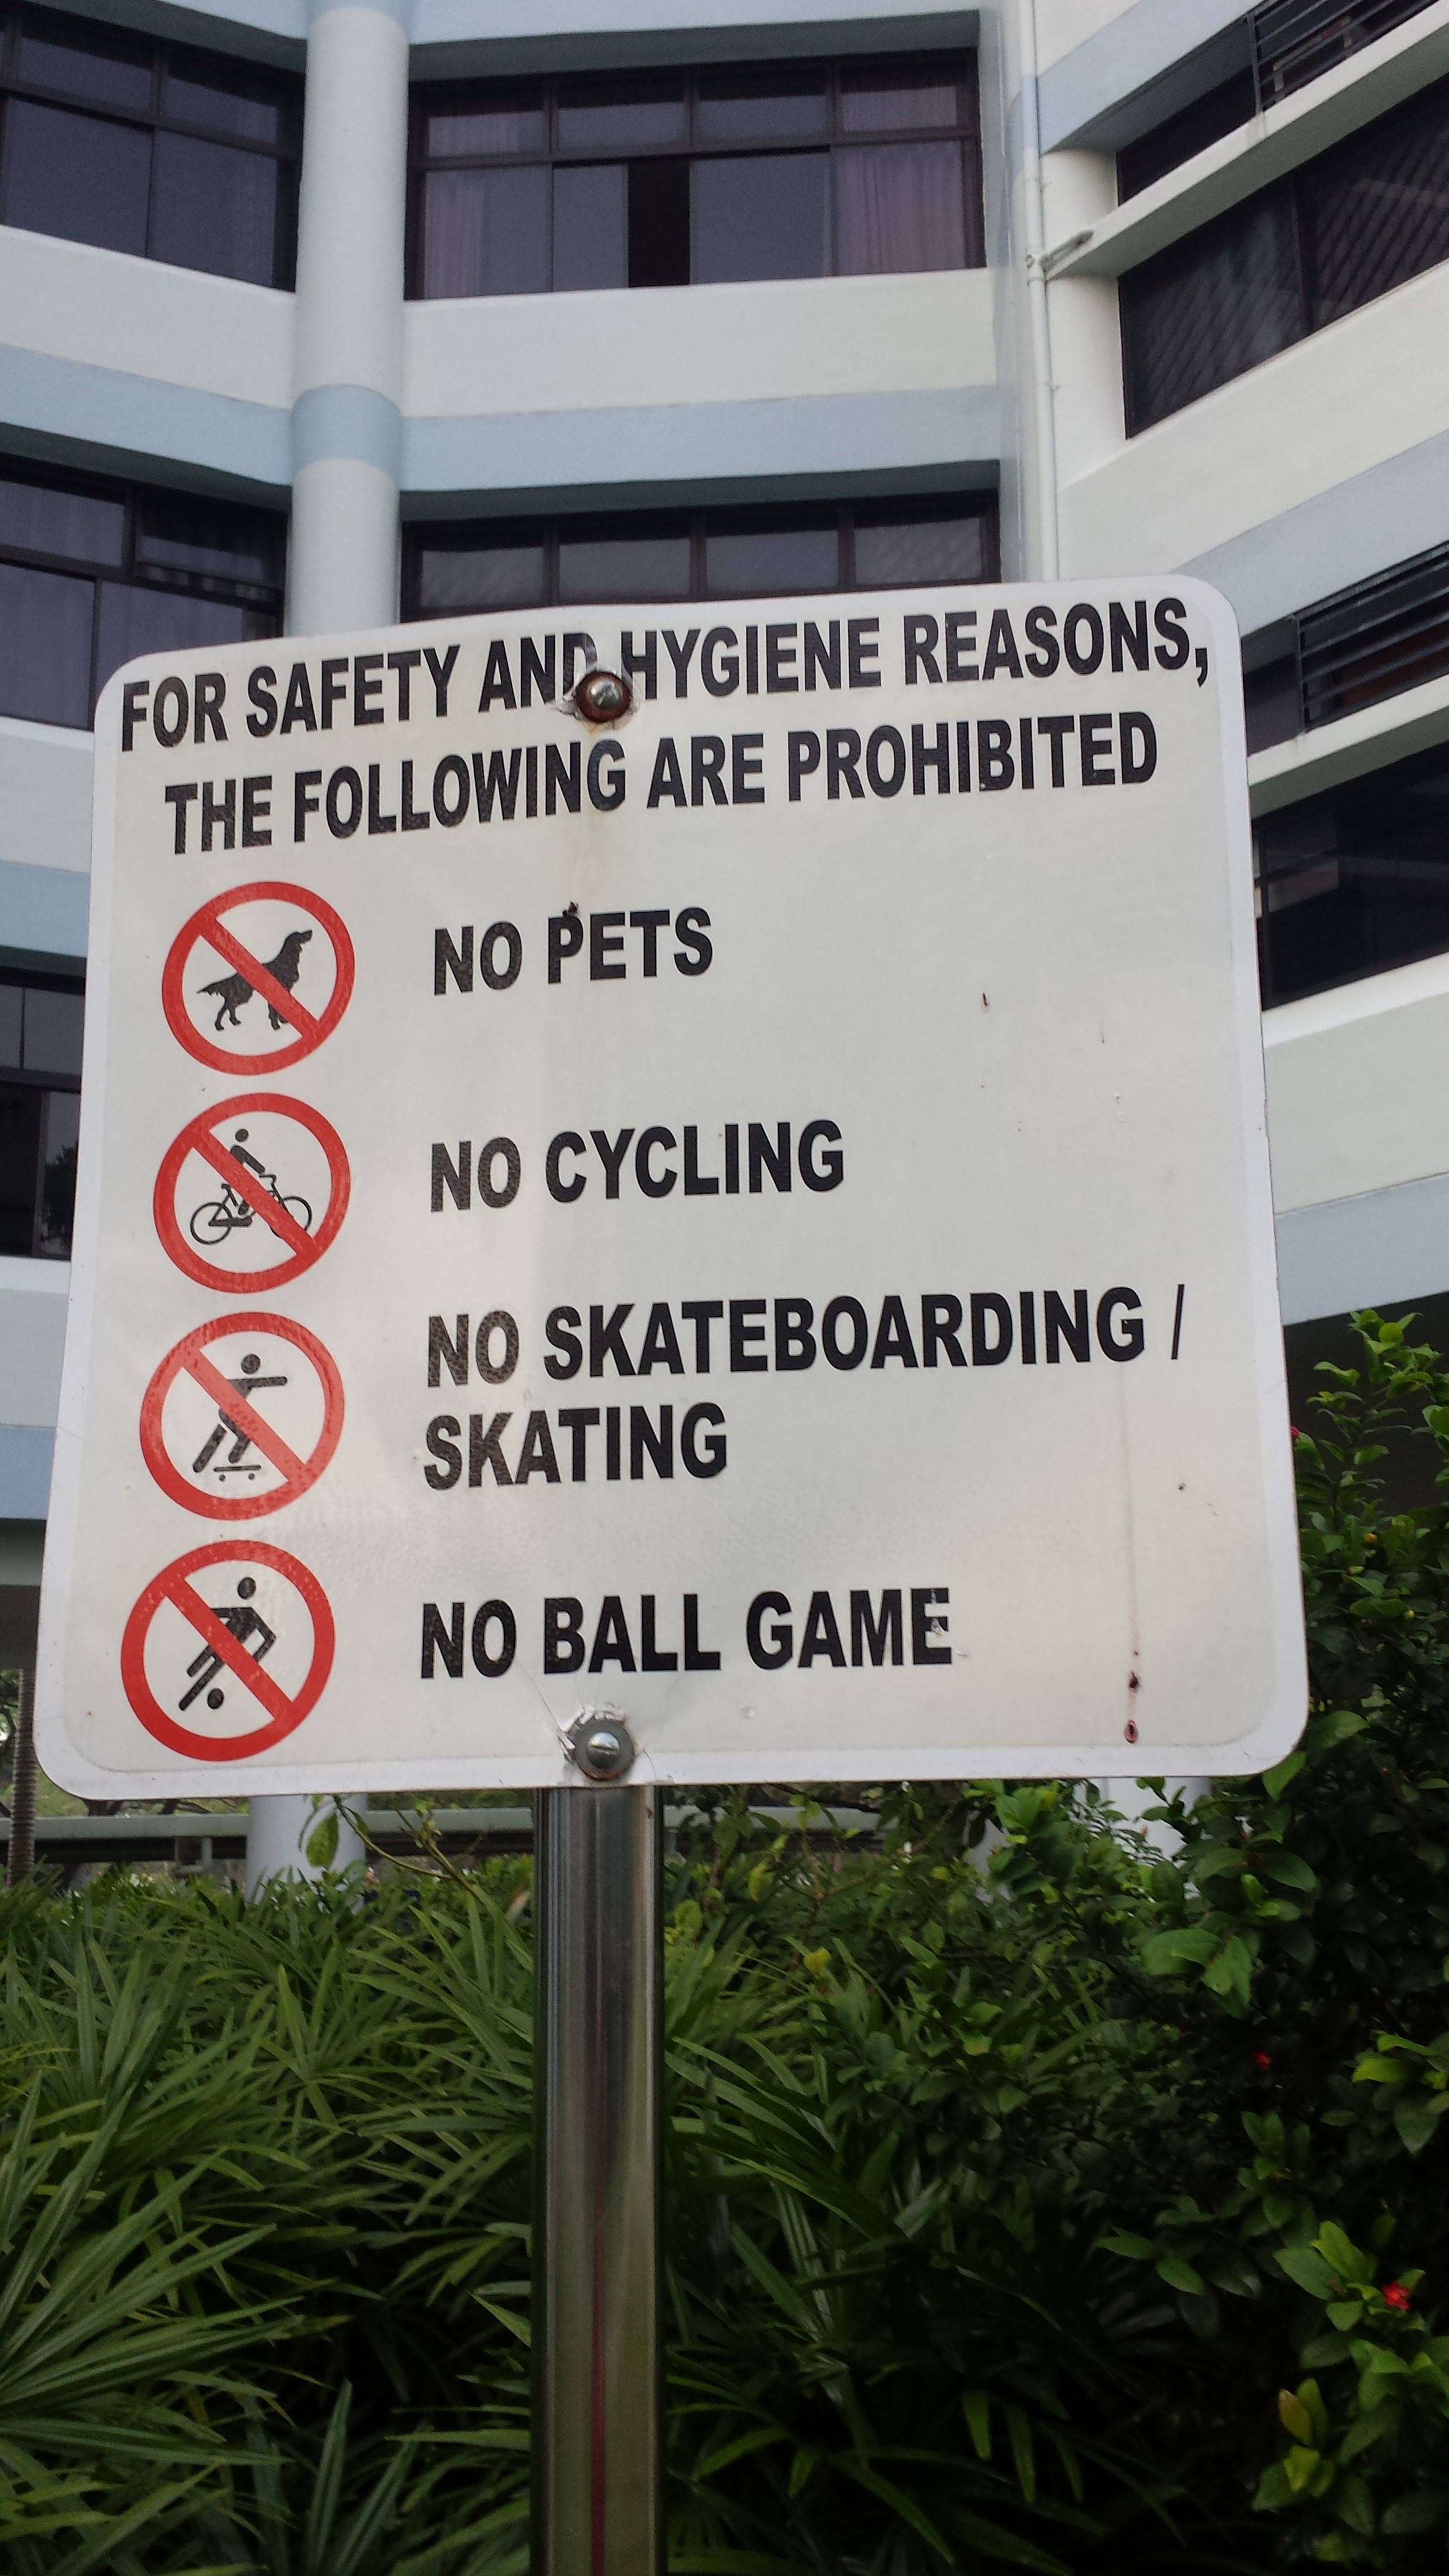 FOR SAFETY AND HYGIENE REASONS,
THE FOLLOWING ARE PROHIBITED
NO PETS
NO CYCLING
NO SKATEBOARDING /
SKATING
NO BALL GAME